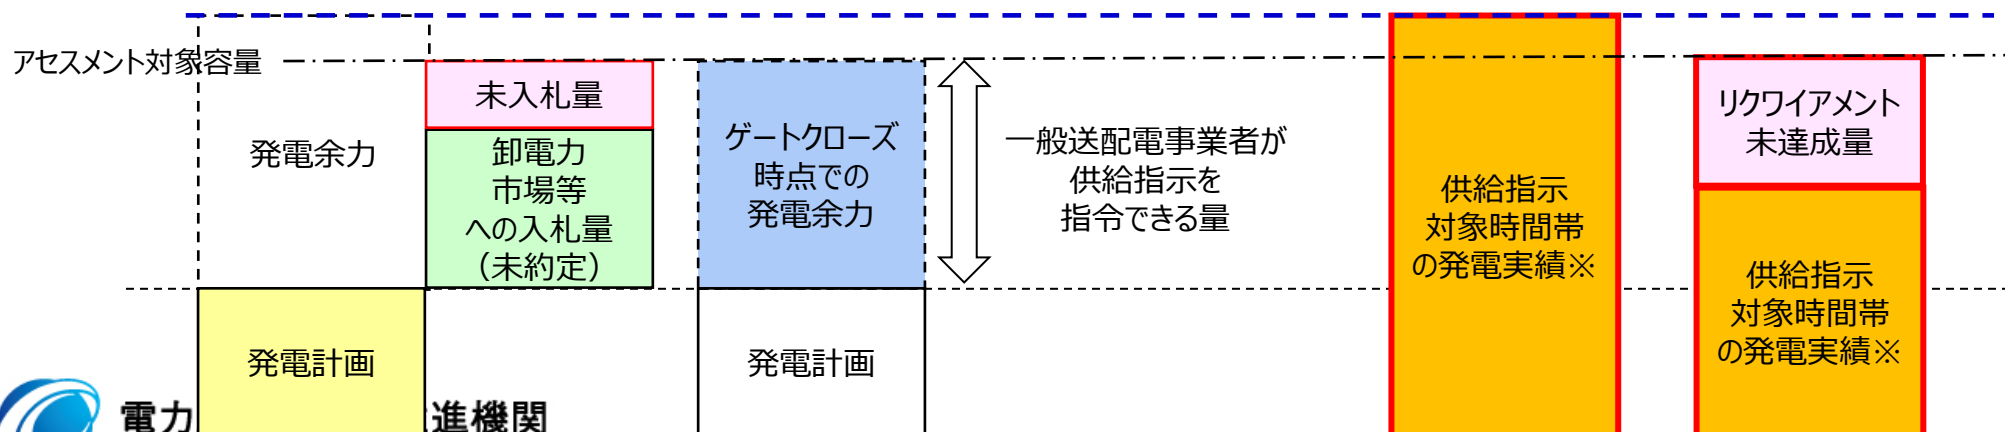 アセスメント対象容量
発電余力
未入札量
卸電力
市場等
への入札量
（未約定）
発電計画
ゲートクローズ
時点での
発電余力
発電計画
一般送配電事業者が
供給指示を
指令できる量
供給指示
対象時間帯
の発電実績※
リクワイアメント
未達成量
供給指示
対象時間帯
の発電実績※
電力
進機関